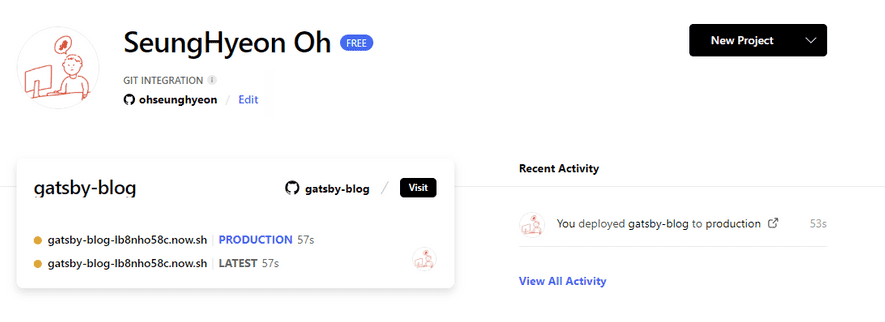 SeungHyeon Oh FREE
New Project
GIT INTEGRATION i
ohseunghyeon / Edit
gatsby-blog
gatsby-blog / Visit
gatsby-blog-lb8nho58c.now.sh PRODUCTION 57s
gatsby-blog-lb8nho58c.now.sh LATEST 57s
Recent Activity
You deployed gatsby-blog to production 53s
View All Activity